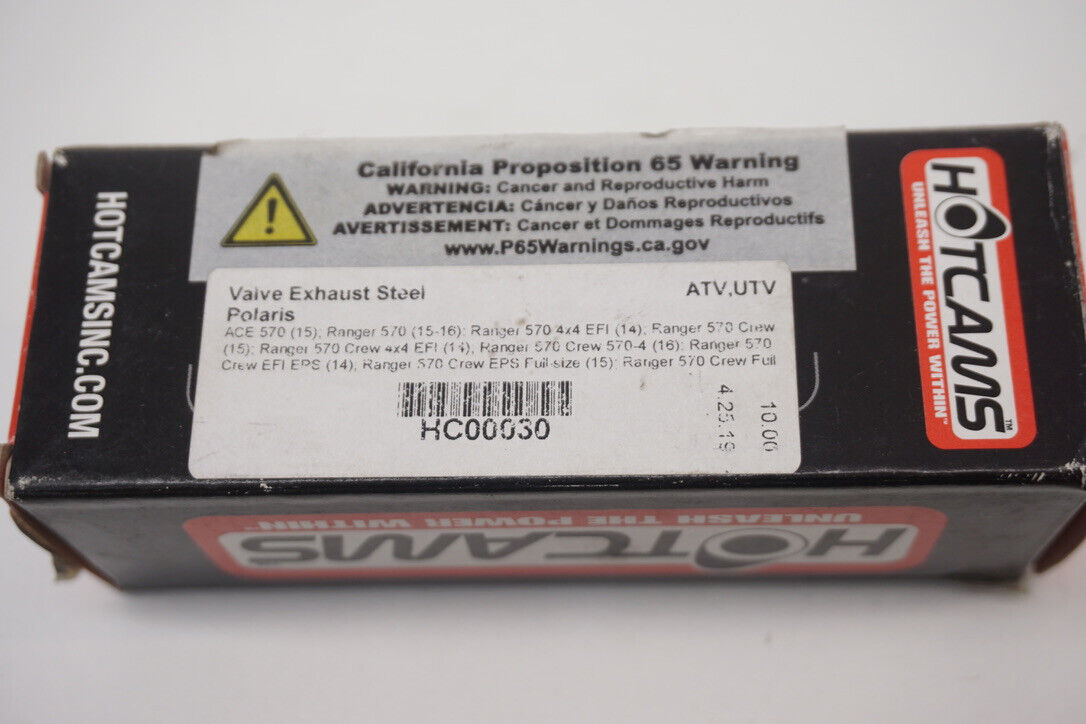 California Proposition 65 Warning
WARNING: Cancer and Reproductive Harm
ADVERTENCIA: Cáncer y Daños Reproductivos
AVERTISSEMENT: Cancer et Dommages Reproductifs
www.P65Warnings.ca.gov
HOTCAMSINC.COM
Valve Exhaust Steel
ATV,UTV
Polaris
ACE 570 (15); Ranger 570 (15-16); Ranger 570 4x4 EFI (14); Ranger 570 Crew
(15); Ranger 570 Crew 4x4 EFI (14); Ranger 570 Crew 570-4 (16); Ranger 570
Crew EFI EPS (14); Ranger 570 Crew EPS Full-size (15); Ranger 570 Crew Full
HC00030
10.00
4.25.19
HOTCAMS™
UNLEASH THE POWER WITHIN™
UNLEASH THE POWER WITHIN™
HOTCAMS